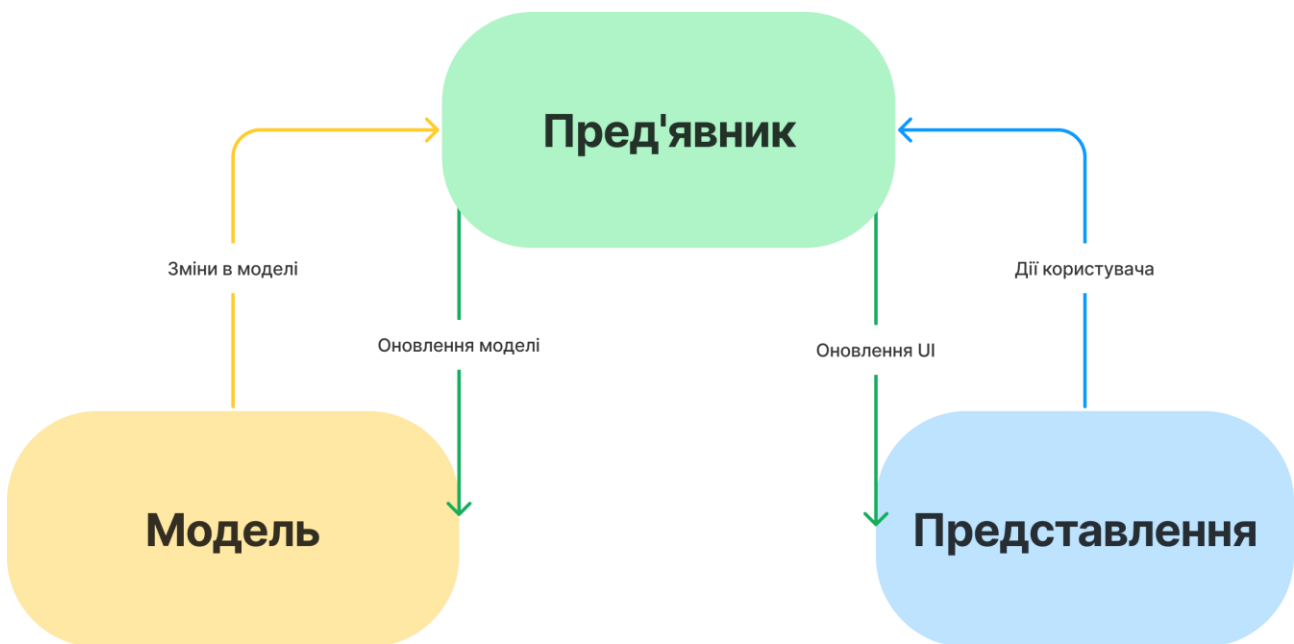 Пред'явник
Зміни в моделі
Дії користувача
Оновлення моделі
Оновлення UI
Модель
Представлення